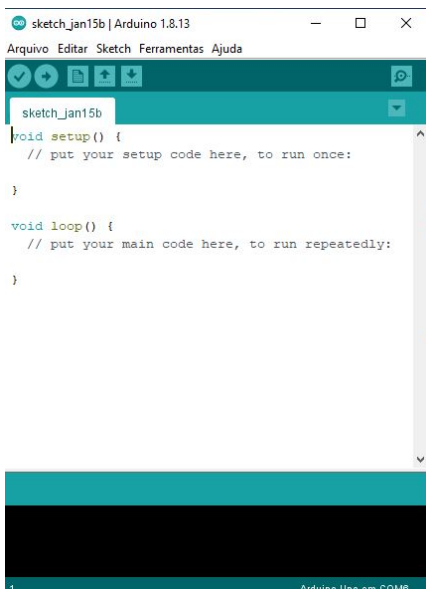 sketch_jan15b | Arduino 1.8.13
Arquivo Editar Sketch Ferramentas Ajuda
sketch_jan15b
void setup() {
  // put your setup code here, to run once:
}
void loop() {
  // put your main code here, to run repeatedly:
}
1
Arduino Uno em COM6